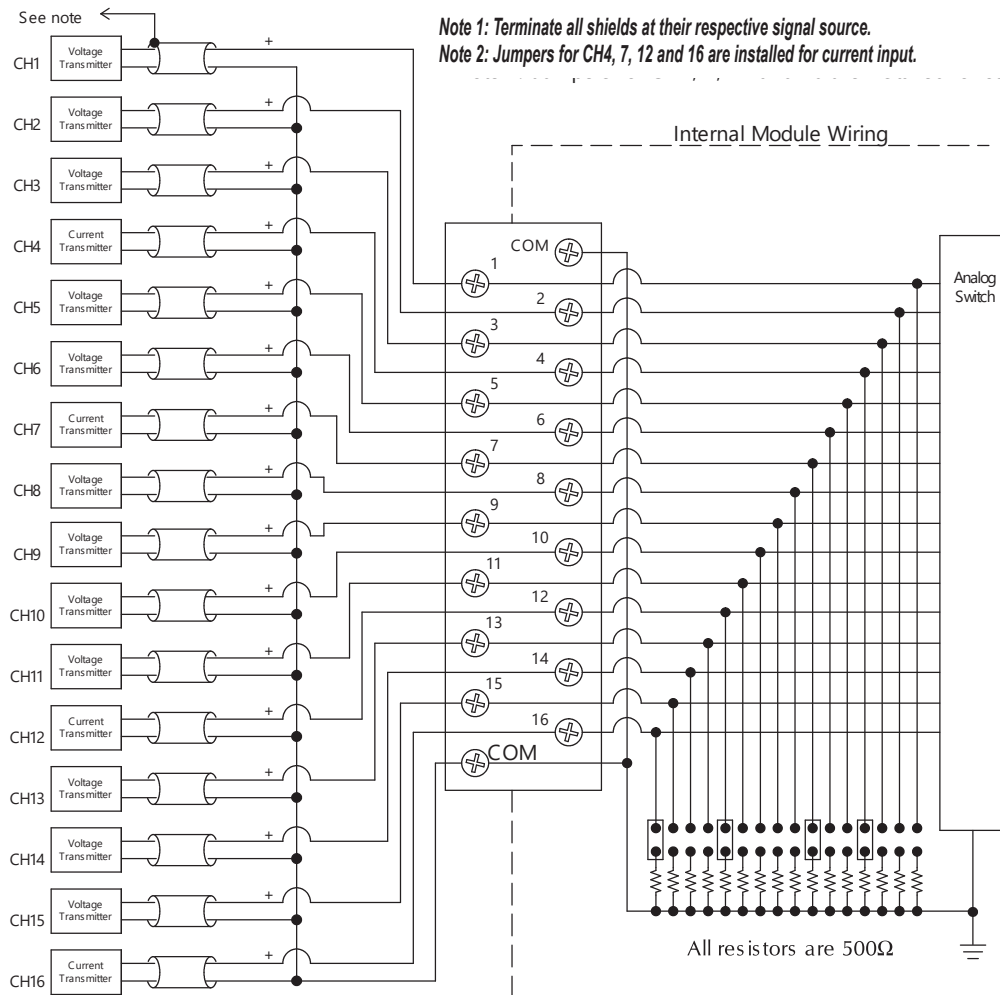 See note
Note 1: Terminate all shields at their respective signal source.
Note 2: Jumpers for CH4, 7, 12 and 16 are installed for current input.
Internal Module Wiring
CH1
Voltage
Transmitter
+
CH2
Voltage
Transmitter
+
CH3
Voltage
Transmitter
+
CH4
Current
Transmitter
+
CH5
Voltage
Transmitter
+
CH6
Voltage
Transmitter
+
CH7
Current
Transmitter
+
CH8
Voltage
Transmitter
+
CH9
Voltage
Transmitter
+
CH10
Voltage
Transmitter
+
CH11
Voltage
Transmitter
+
CH12
Current
Transmitter
+
CH13
Voltage
Transmitter
+
CH14
Voltage
Transmitter
+
CH15
Voltage
Transmitter
+
CH16
Current
Transmitter
+
COM
1
2
3
4
5
6
7
8
9
10
11
12
13
14
15
16
COM
Analog
Switch
All resistors are 500Ω